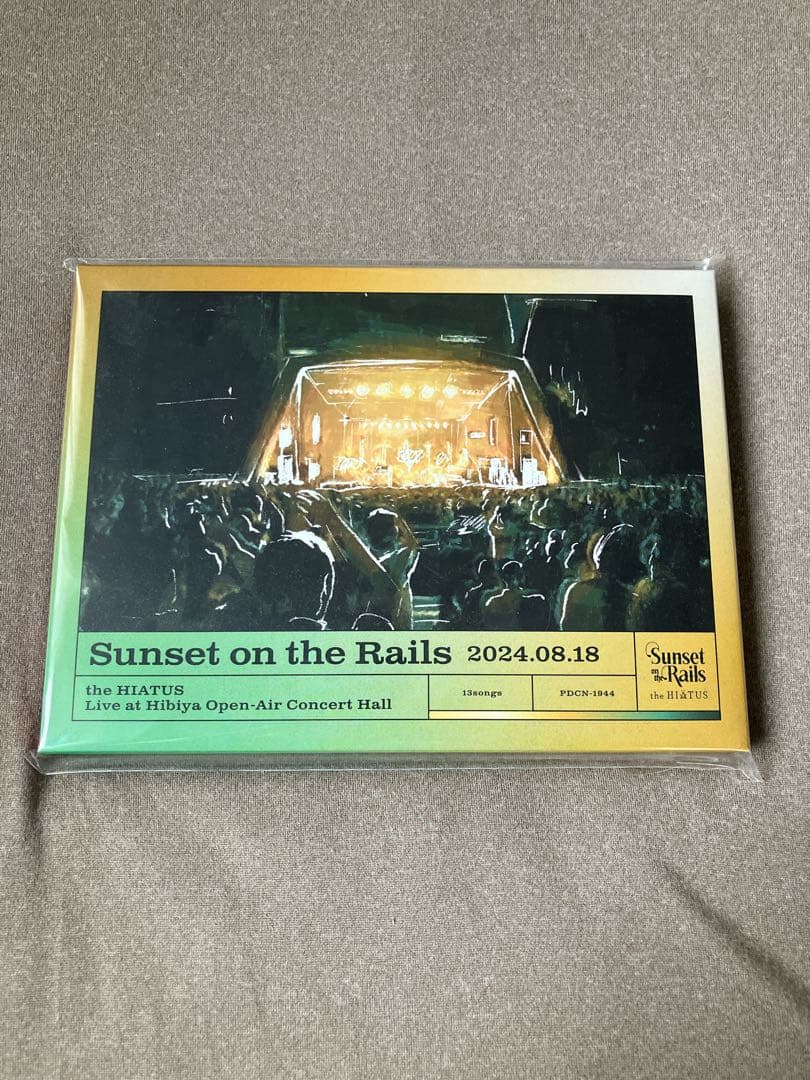 Sunset on the Rails 2024.08.18
the HIATUS
Live at Hibiya Open-Air Concert Hall
13songs
PDCN-1944
Sunset
on the Rails
the HIATUS